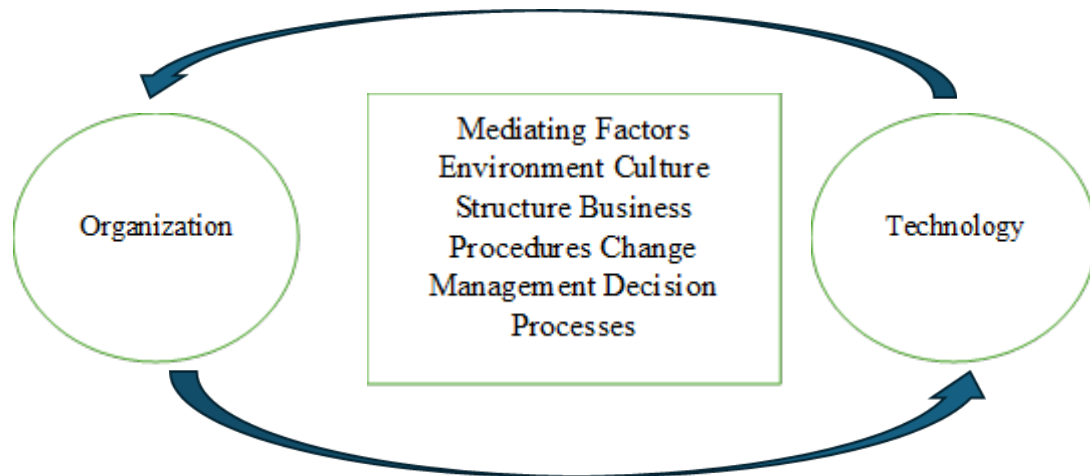 Organization
Mediating Factors
Environment Culture
Structure Business
Procedures Change
Management Decision
Processes
Technology